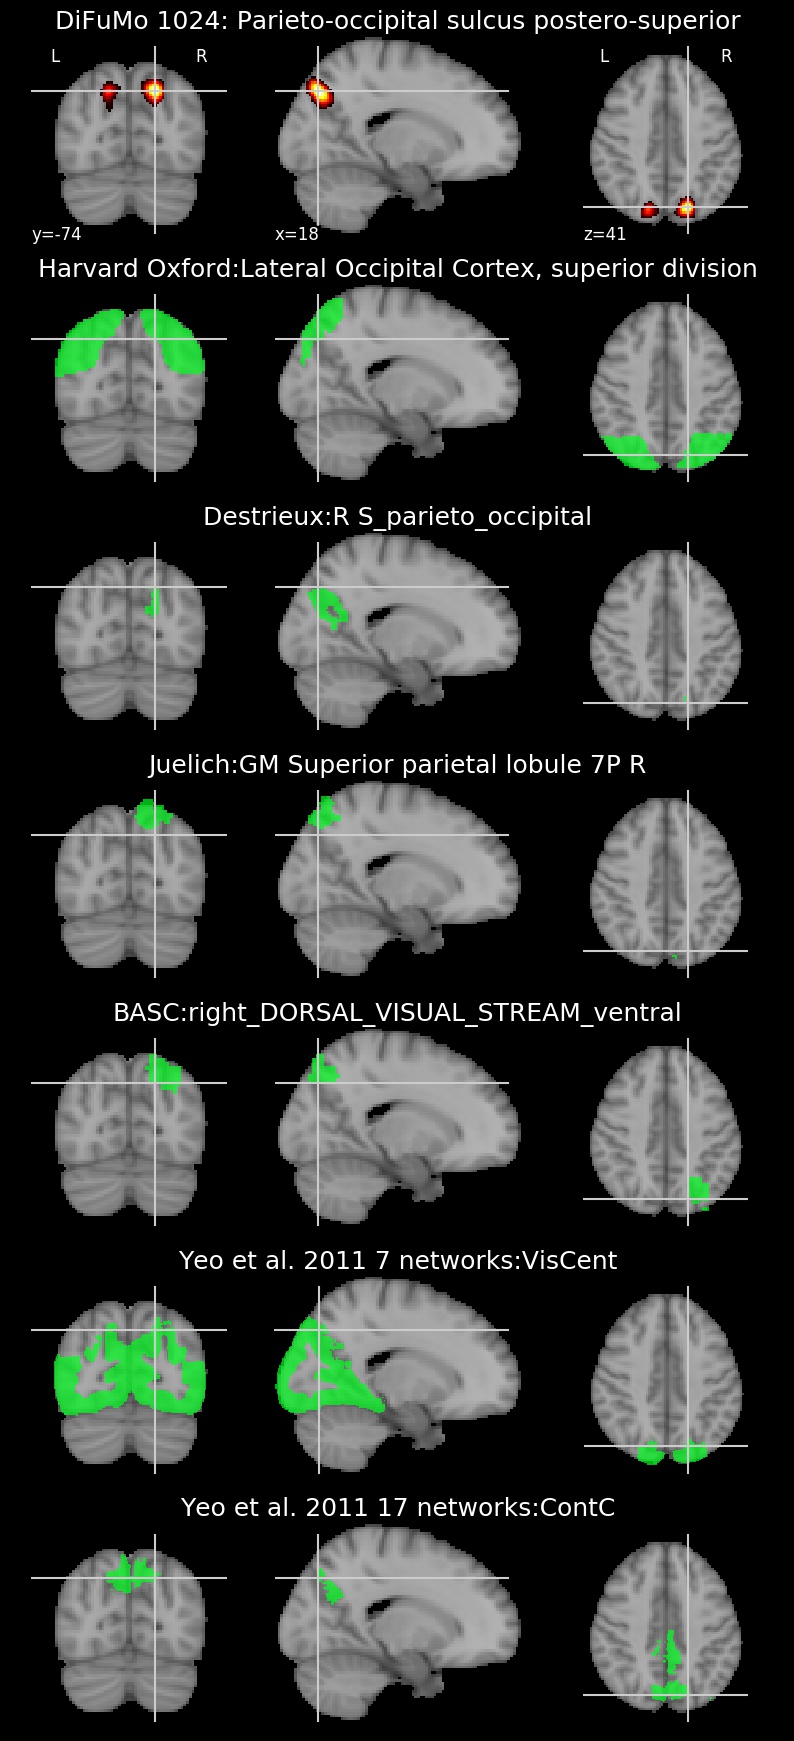 DiFuMo 1024: Parieto-occipital sulcus postero-superior
L R L R
y=-74 x=18 z=41
Harvard Oxford:Lateral Occipital Cortex, superior division
Destrieux:R S_parieto_occipital
Juelich:GM Superior parietal lobule 7P R
BASC:right_DORSAL_VISUAL_STREAM_ventral
Yeo et al. 2011 7 networks:VisCent
Yeo et al. 2011 17 networks:ContC